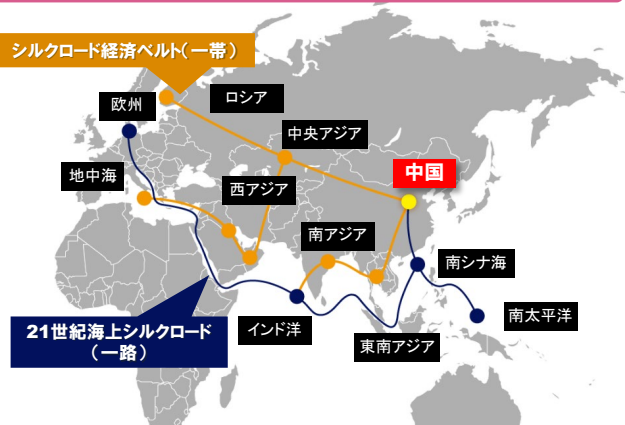 シルクロード経済ベルト(一帯)
ロシア
欧州
中央アジア
地中海
西アジア
中国
南アジア
南シナ海
21世紀海上シルクロード
(一路)
インド洋
南太平洋
東南アジア